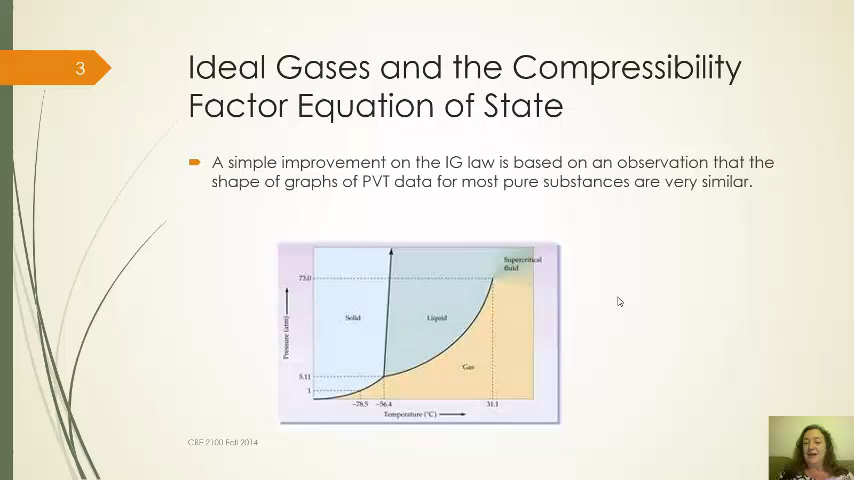 3
Ideal Gases and the Compressibility
Factor Equation of State
A simple improvement on the IG law is based on an observation that the
shape of graphs of PVT data for most pure substances are very similar.
Supercritical
fluid
73.0
Solid
Liquid
Pressure (atm)
Gas
5.11
1
−78.5
−56.4
31.1
Temperature (°C)
CBE 2100 Fall 2014